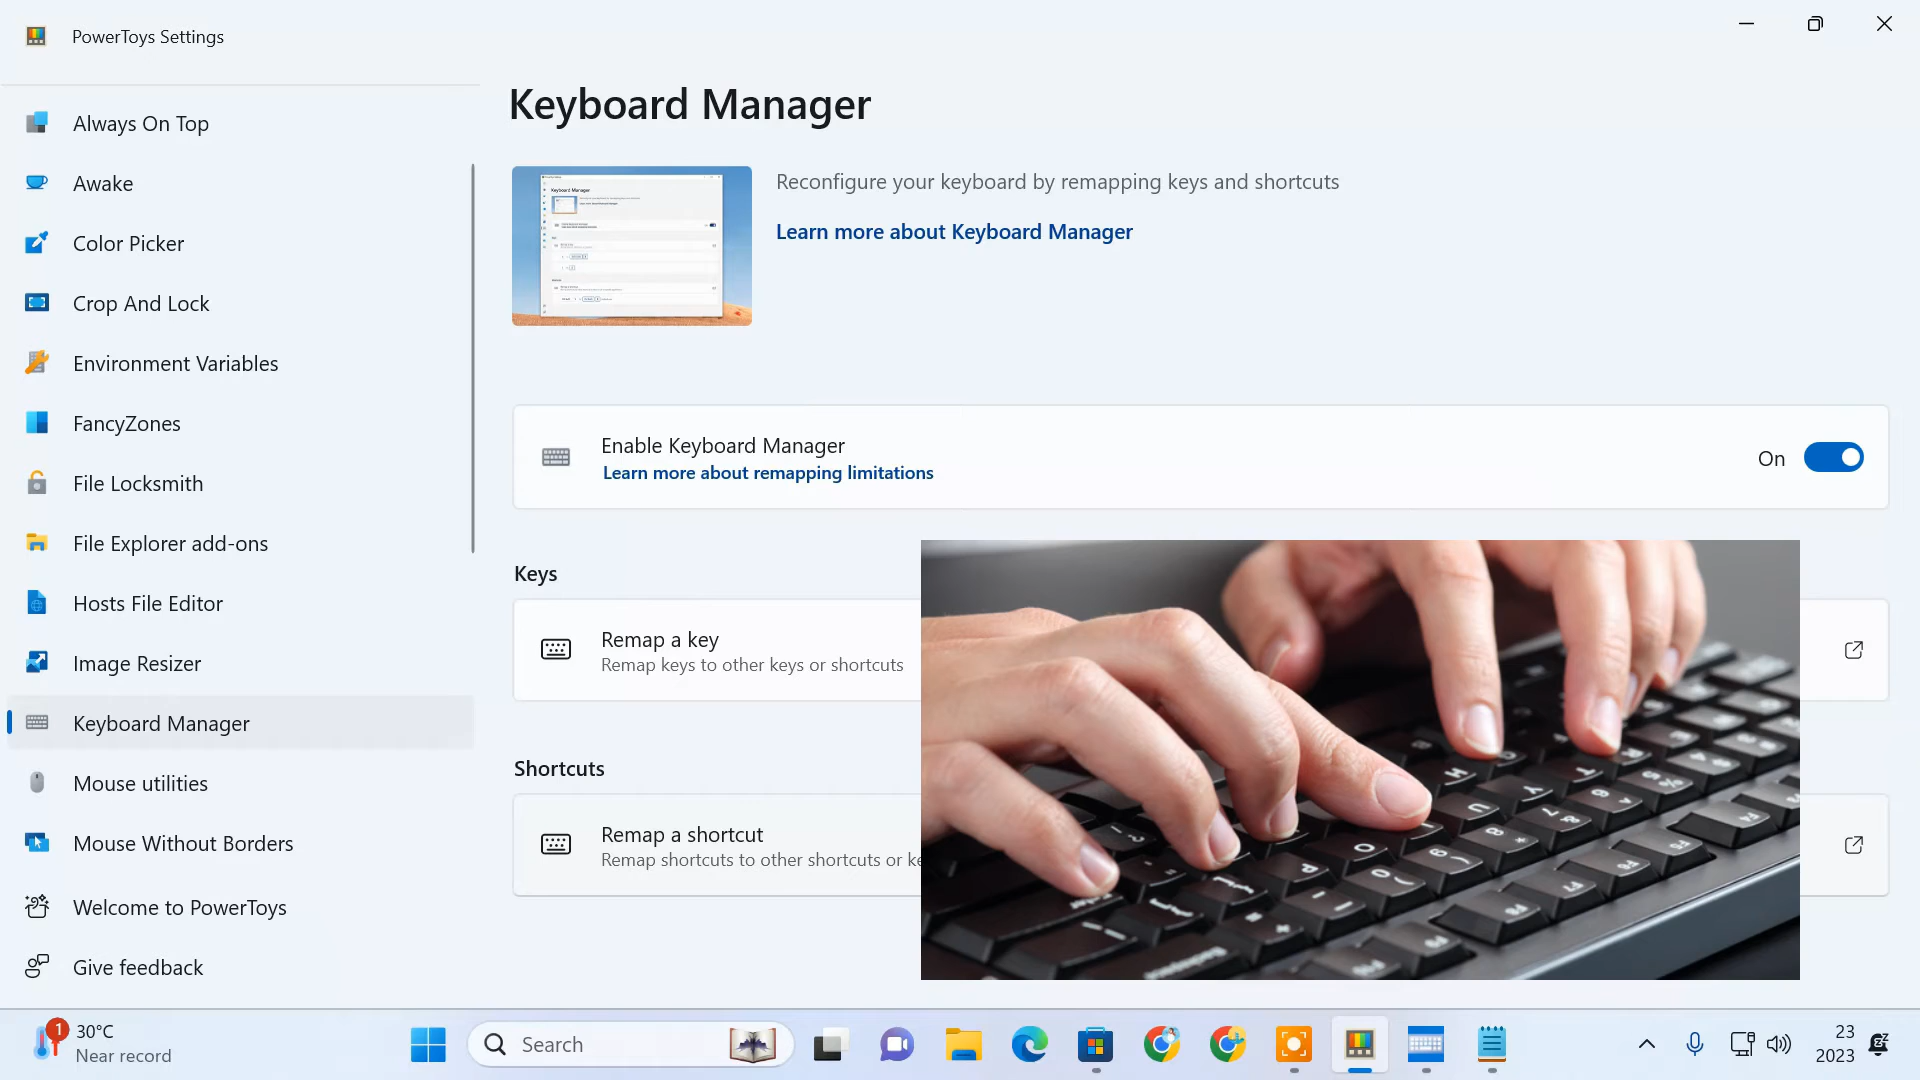 PowerToys Settings
Always On Top
Awake
Color Picker
Crop And Lock
Environment Variables
FancyZones
File Locksmith
File Explorer add-ons
Hosts File Editor
Image Resizer
Keyboard Manager
Mouse utilities
Mouse Without Borders
Welcome to PowerToys
Give feedback
Keyboard Manager
Reconfigure your keyboard by remapping keys and shortcuts
Learn more about Keyboard Manager
Enable Keyboard Manager
Learn more about remapping limitations
On
Keys
Remap a key
Remap keys to other keys or shortcuts
Shortcuts
Remap a shortcut
Remap shortcuts to other shortcuts or
1
30°C
Near record
Search
23
2023